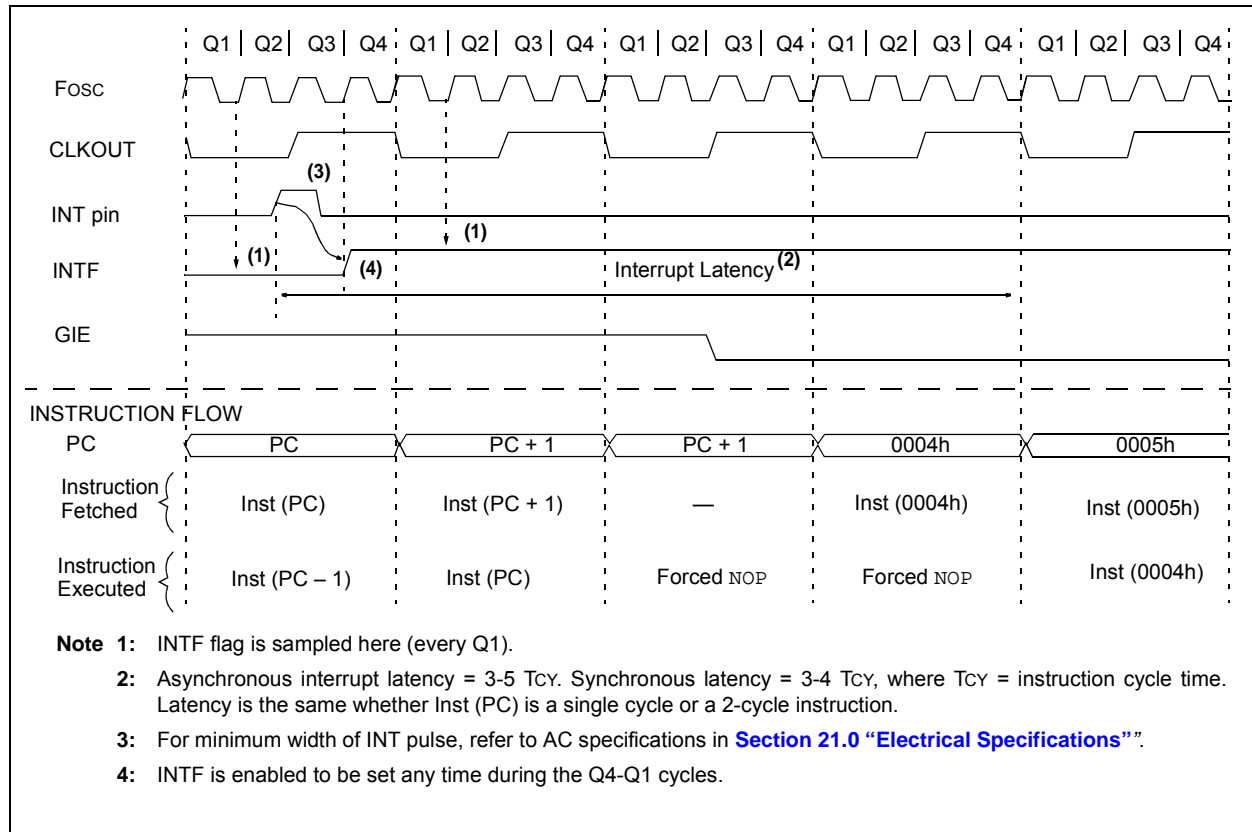 Q1 | Q2 | Q3 | Q4 Q1 | Q2 | Q3 | Q4 Q1 | Q2 | Q3 | Q4 Q1 | Q2 | Q3 | Q4 Q1 | Q2 | Q3 | Q4
FOSC
CLKOUT
(3)
INT pin
(1)
(1)
INTF
(4)
Interrupt Latency(2)
GIE
INSTRUCTION FLOW
PC PC PC + 1 PC + 1 0004h 0005h
Instruction
Fetched
Inst (PC) Inst (PC + 1) — Inst (0004h) Inst (0005h)
Instruction
Executed
Inst (PC – 1) Inst (PC) Forced NOP Forced NOP Inst (0004h)
Note 1: INTF flag is sampled here (every Q1).
2: Asynchronous interrupt latency = 3-5 TCY. Synchronous latency = 3-4 TCY, where TCY = instruction cycle time.
Latency is the same whether Inst (PC) is a single cycle or a 2-cycle instruction.
3: For minimum width of INT pulse, refer to AC specifications in Section 21.0 “Electrical Specifications””.
4: INTF is enabled to be set any time during the Q4-Q1 cycles.